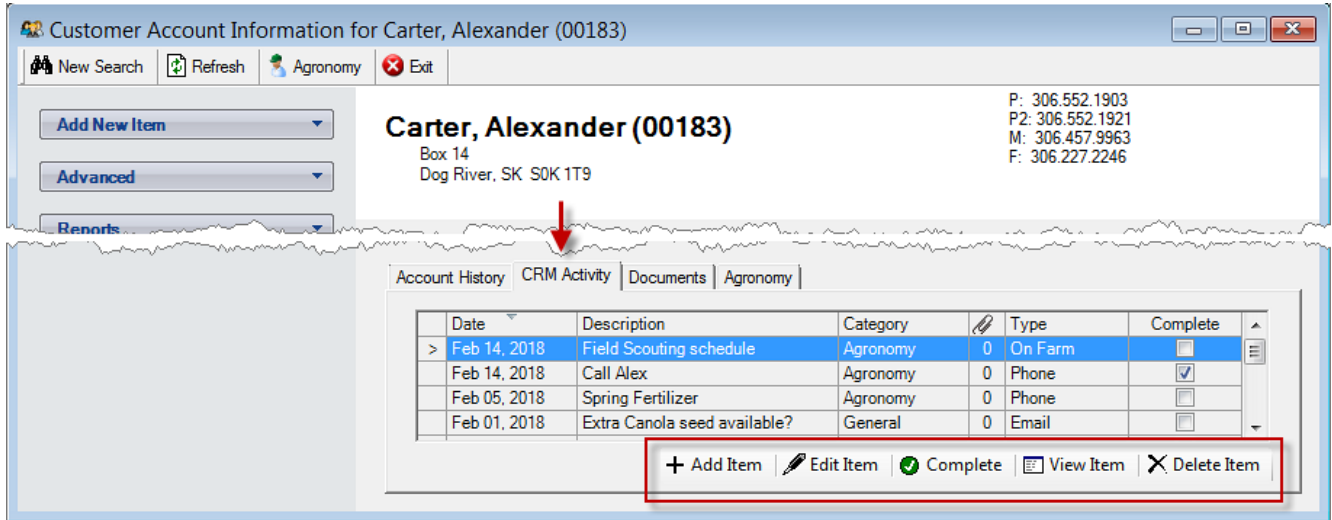 Customer Account Information for Carter, Alexander (00183)
New Search Refresh Agronomy Exit
Add New Item
Advanced
Reports
Carter, Alexander (00183)
Box 14
Dog River, SK S0K 1T9
P: 306.552.1903
P2: 306.552.1921
M: 306.457.9963
F: 306.227.2246
Account History CRM Activity Documents Agronomy
Date Description Category Type Complete
> Feb 14, 2018 Field Scouting schedule Agronomy 0 On Farm
Feb 14, 2018 Call Alex Agronomy 0 Phone
Feb 05, 2018 Spring Fertilizer Agronomy 0 Phone
Feb 01, 2018 Extra Canola seed available? General 0 Email
Add Item Edit Item Complete View Item Delete Item